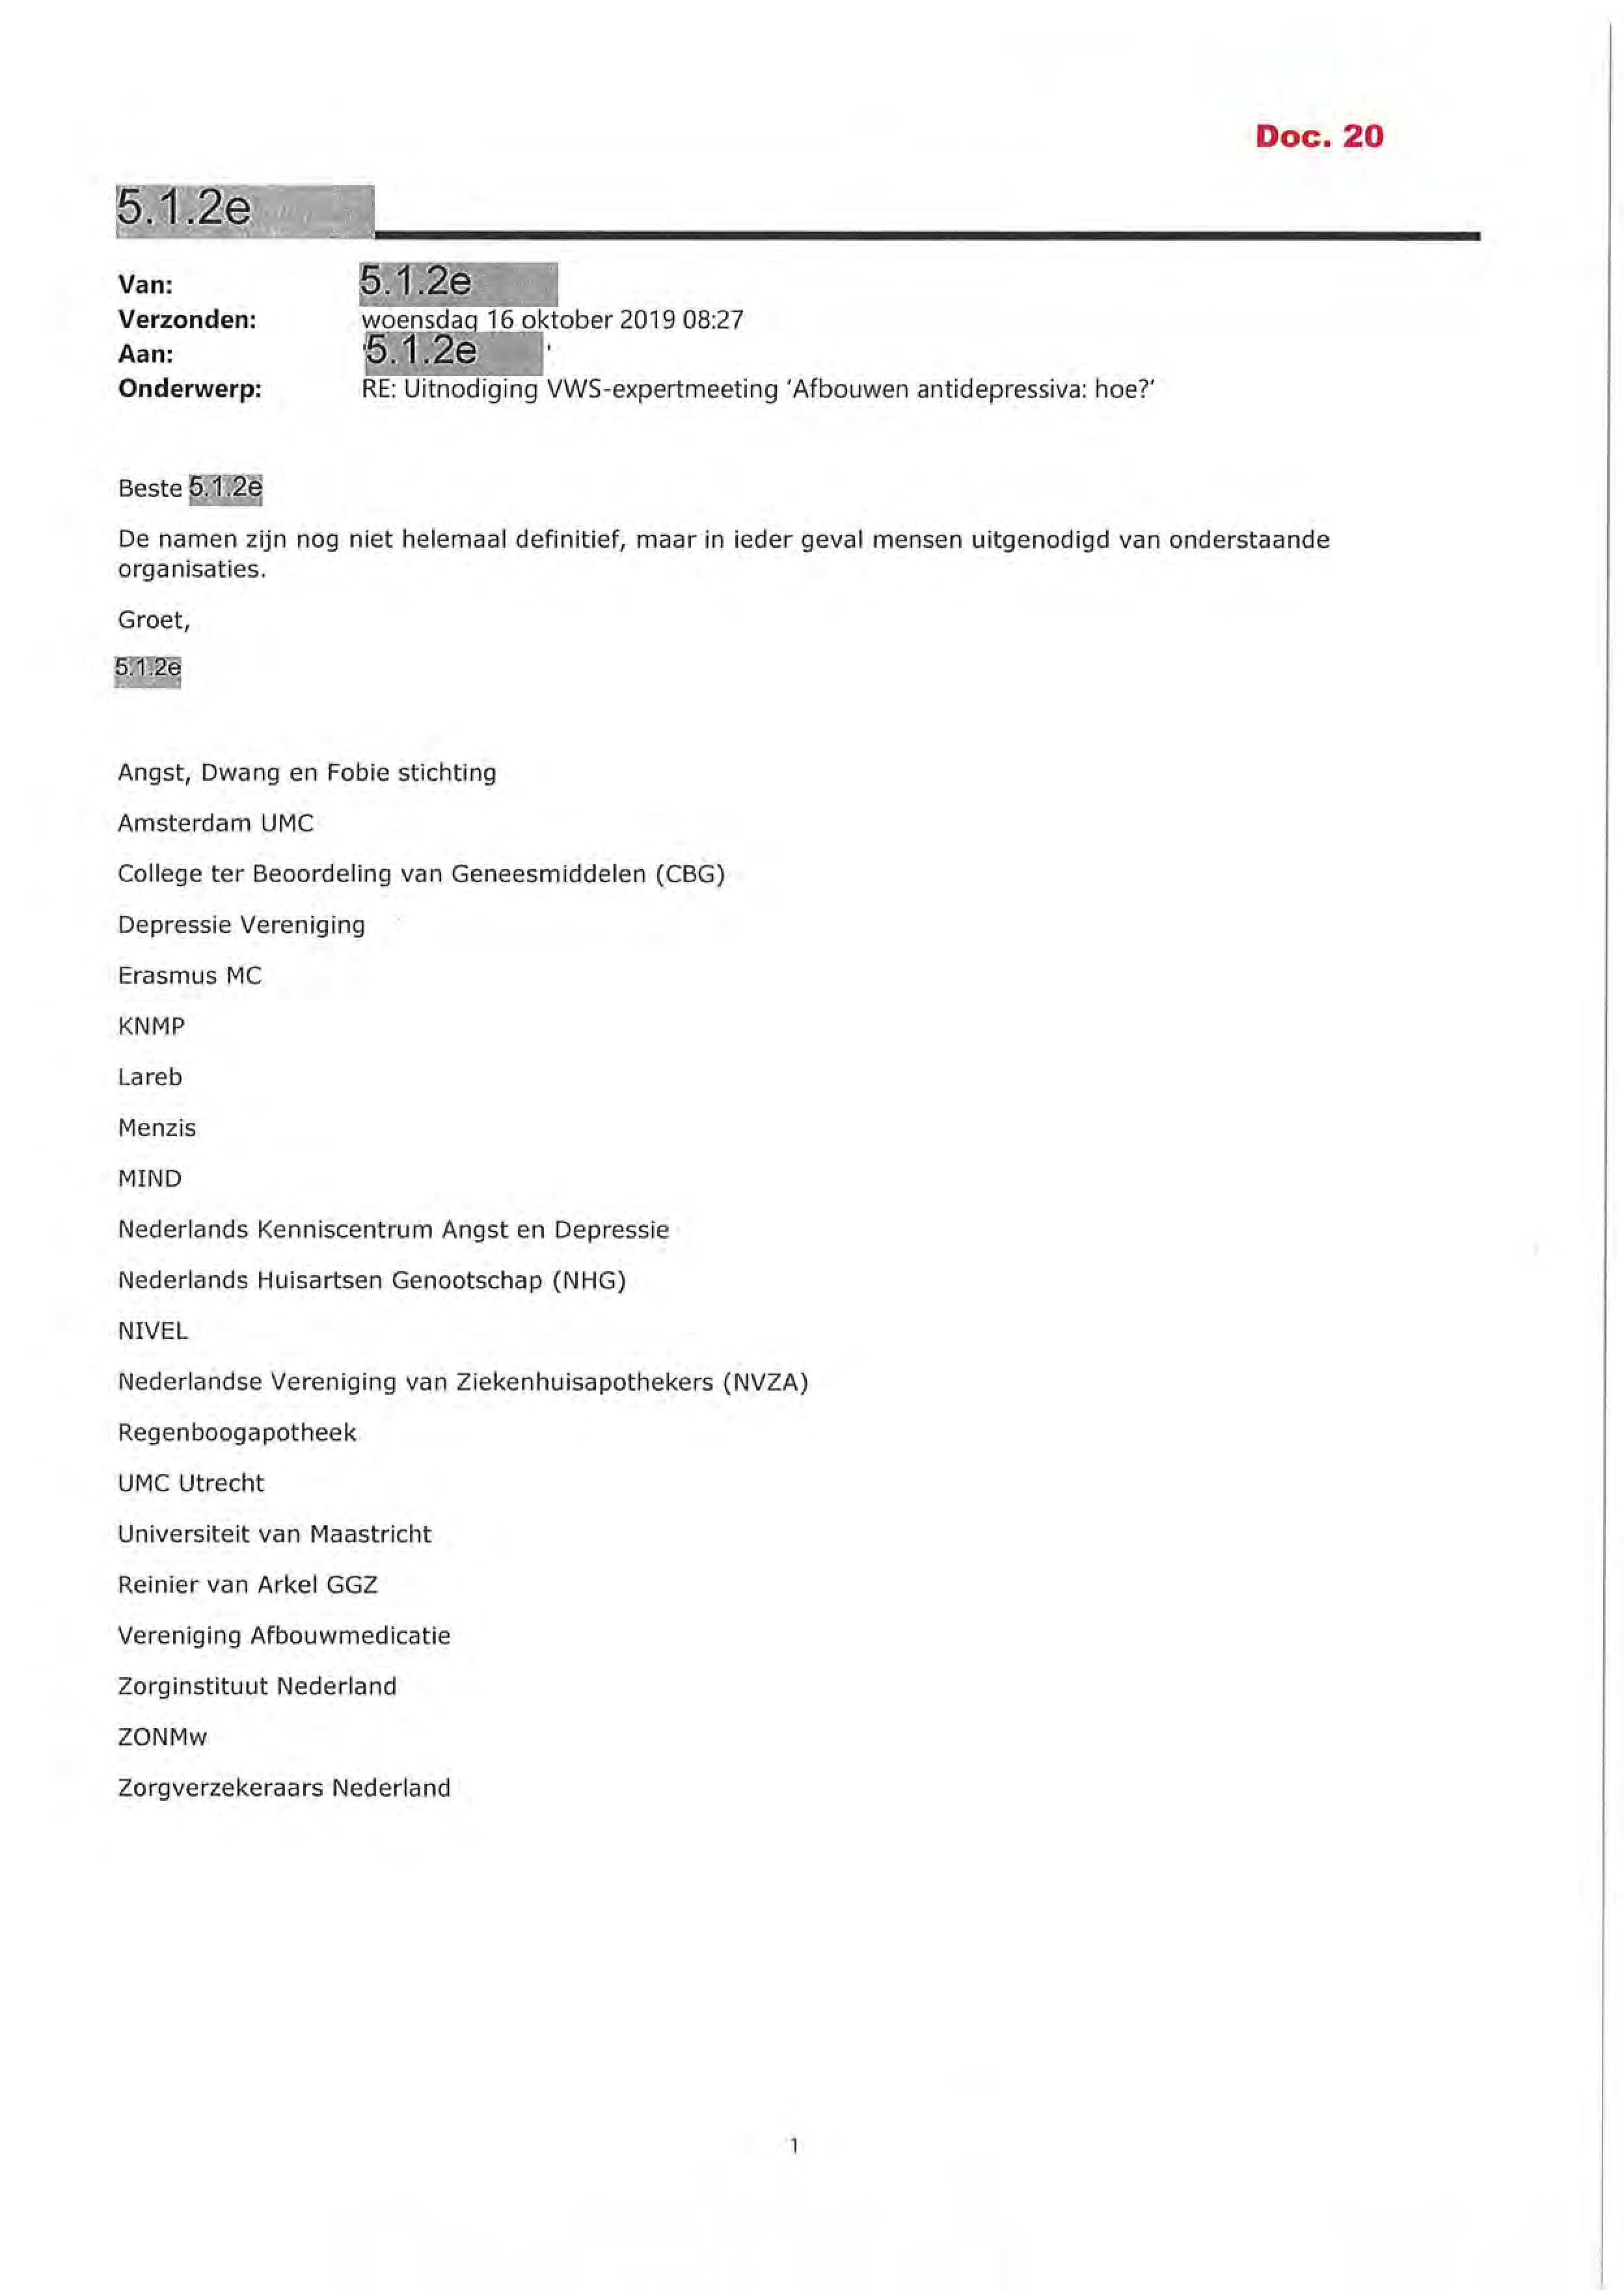 Doc. 20
5.1.2e
Van: 5.1.2e
Verzonden: woensdag 16 oktober 2019 08:27
Aan: '5.1.2e '
Onderwerp: RE: Uitnodiging VWS-expertmeeting ‘Afbouwen antidepressiva: hoe?’
Beste 5.1.2e
De namen zijn nog niet helemaal definitief, maar in ieder geval mensen uitgenodigd van onderstaande
organisaties.
Groet,
5.1.2e
Angst, Dwang en Fobie stichting
Amsterdam UMC
College ter Beoordeling van Geneesmiddelen (CBG)
Depressie Vereniging
Erasmus MC
KNMP
Lareb
Menzis
MIND
Nederlands Kenniscentrum Angst en Depressie
Nederlands Huisartsen Genootschap (NHG)
NIVEL
Nederlandse Vereniging van Ziekenhuisapothekers (NVZA)
Regenboogapotheek
UMC Utrecht
Universiteit van Maastricht
Reinier van Arkel GGZ
Vereniging Afbouwmedicatie
Zorginstituut Nederland
ZONMw
Zorgverzekeraars Nederland
1